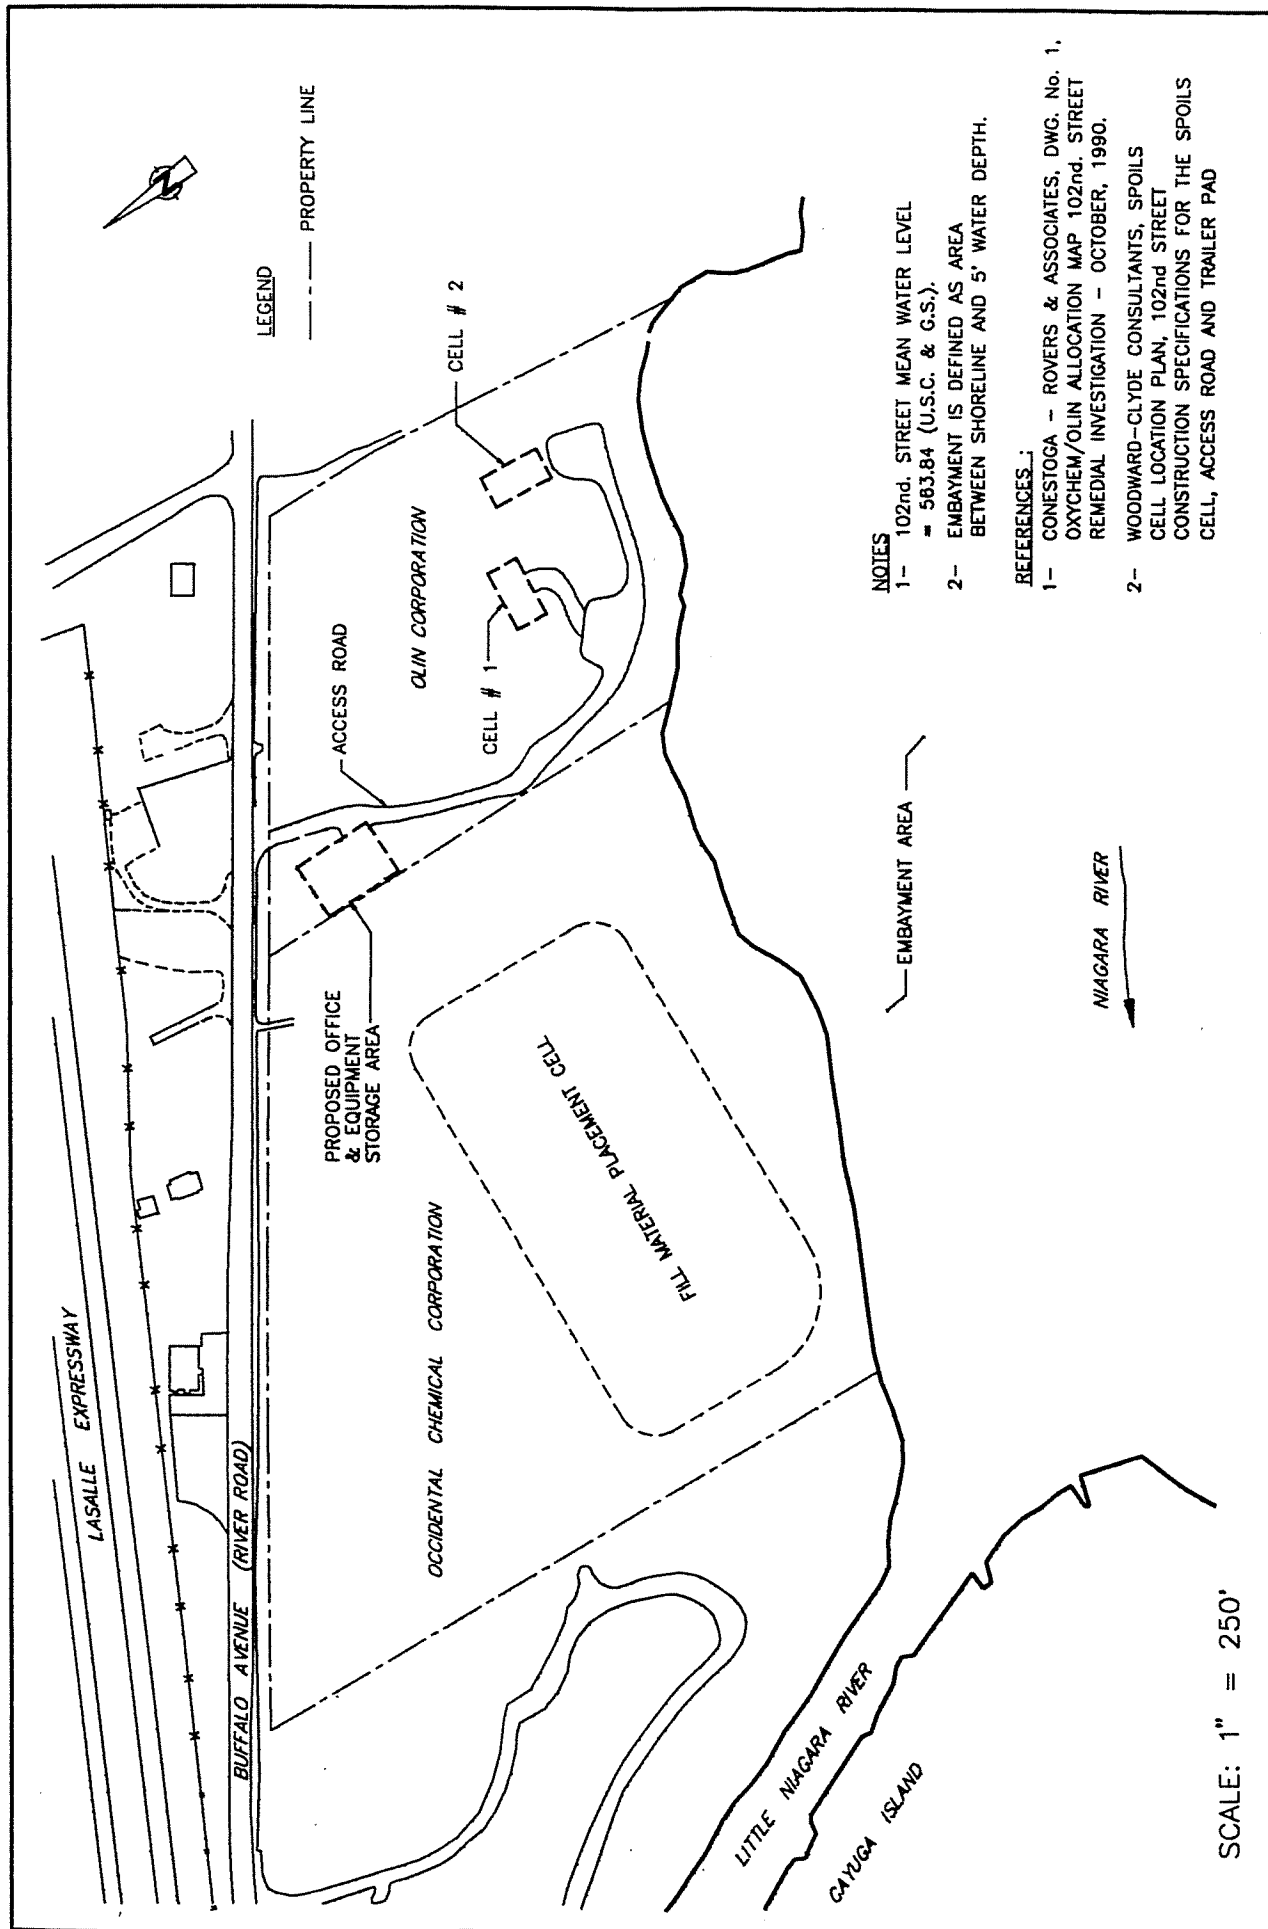 LEGEND
PROPERTY LINE
LASALLE EXPRESSWAY
BUFFALO AVENUE (RIVER ROAD)
PROPOSED OFFICE
& EQUIPMENT
STORAGE AREA
ACCESS ROAD
OLIN CORPORATION
CELL # 1
CELL # 2
OCCIDENTAL CHEMICAL CORPORATION
FILL MATERIAL PLACEMENT CELL
EMBAYMENT AREA
NIAGARA RIVER
LITTLE NIAGARA RIVER
CAYUGA ISLAND
NOTES
1- 102nd. STREET MEAN WATER LEVEL
= 563.84 (U.S.C. & G.S.).
2- EMBAYMENT IS DEFINED AS AREA
BETWEEN SHORELINE AND 5' WATER DEPTH.
REFERENCES :
1- CONESTOGA - ROVERS & ASSOCIATES, DWG. No. 1,
OXYCHEM/OLIN ALLOCATION MAP 102nd. STREET
REMEDIAL INVESTIGATION - OCTOBER, 1990.
2- WOODWARD-CLYDE CONSULTANTS, SPOILS
CELL LOCATION PLAN, 102nd STREET
CONSTRUCTION SPECIFICATIONS FOR THE SPOILS
CELL, ACCESS ROAD AND TRAILER PAD
SCALE: 1" = 250'
N